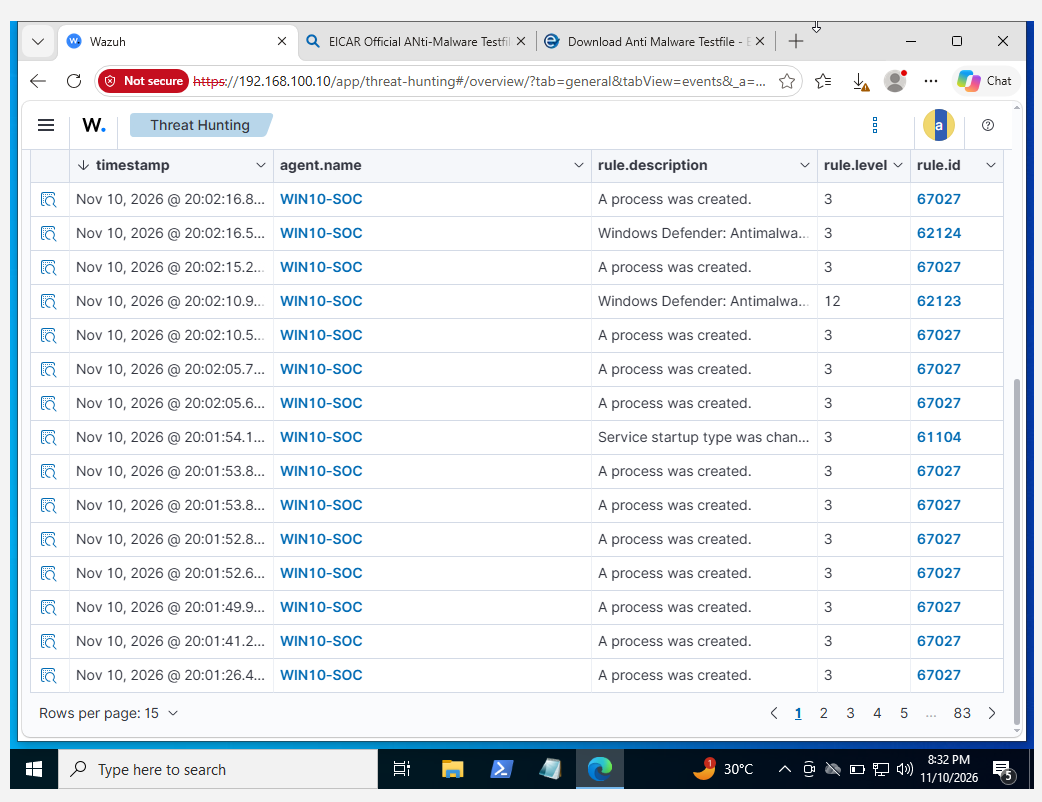 Wazuh
EICAR Official ANti-Malware Testfil
Download Anti Malware Testfile - E
Not secure https://192.168.100.10/app/threat-hunting#/overview/?tab=general&tabView=events&_a=...
Chat
W. Threat Hunting a
timestamp agent.name rule.description rule.level rule.id
Nov 10, 2026 @ 20:02:16.8... WIN10-SOC A process was created. 3 67027
Nov 10, 2026 @ 20:02:16.5... WIN10-SOC Windows Defender: Antimalwa... 3 62124
Nov 10, 2026 @ 20:02:15.2... WIN10-SOC A process was created. 3 67027
Nov 10, 2026 @ 20:02:10.9... WIN10-SOC Windows Defender: Antimalwa... 12 62123
Nov 10, 2026 @ 20:02:10.5... WIN10-SOC A process was created. 3 67027
Nov 10, 2026 @ 20:02:05.7... WIN10-SOC A process was created. 3 67027
Nov 10, 2026 @ 20:02:05.6... WIN10-SOC A process was created. 3 67027
Nov 10, 2026 @ 20:01:54.1... WIN10-SOC Service startup type was chan... 3 61104
Nov 10, 2026 @ 20:01:53.8... WIN10-SOC A process was created. 3 67027
Nov 10, 2026 @ 20:01:53.8... WIN10-SOC A process was created. 3 67027
Nov 10, 2026 @ 20:01:52.8... WIN10-SOC A process was created. 3 67027
Nov 10, 2026 @ 20:01:52.6... WIN10-SOC A process was created. 3 67027
Nov 10, 2026 @ 20:01:49.9... WIN10-SOC A process was created. 3 67027
Nov 10, 2026 @ 20:01:41.2... WIN10-SOC A process was created. 3 67027
Nov 10, 2026 @ 20:01:26.4... WIN10-SOC A process was created. 3 67027
Rows per page: 15 1 2 3 4 5 ... 83
Type here to search
1
30°C
8:32 PM
11/10/2026
5